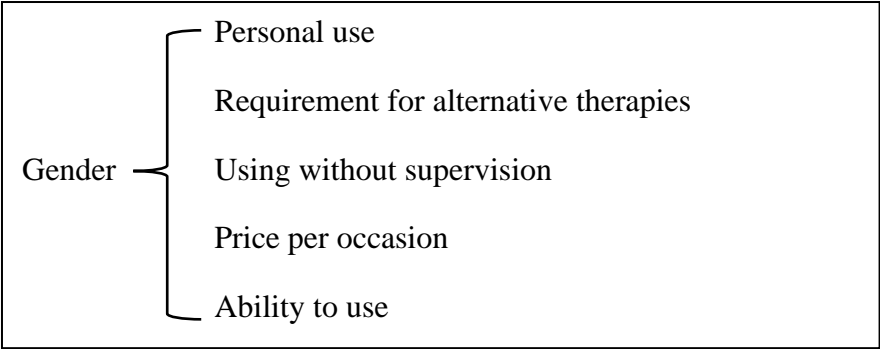 Personal use
Requirement for alternative therapies
Gender
Using without supervision
Price per occasion
Ability to use